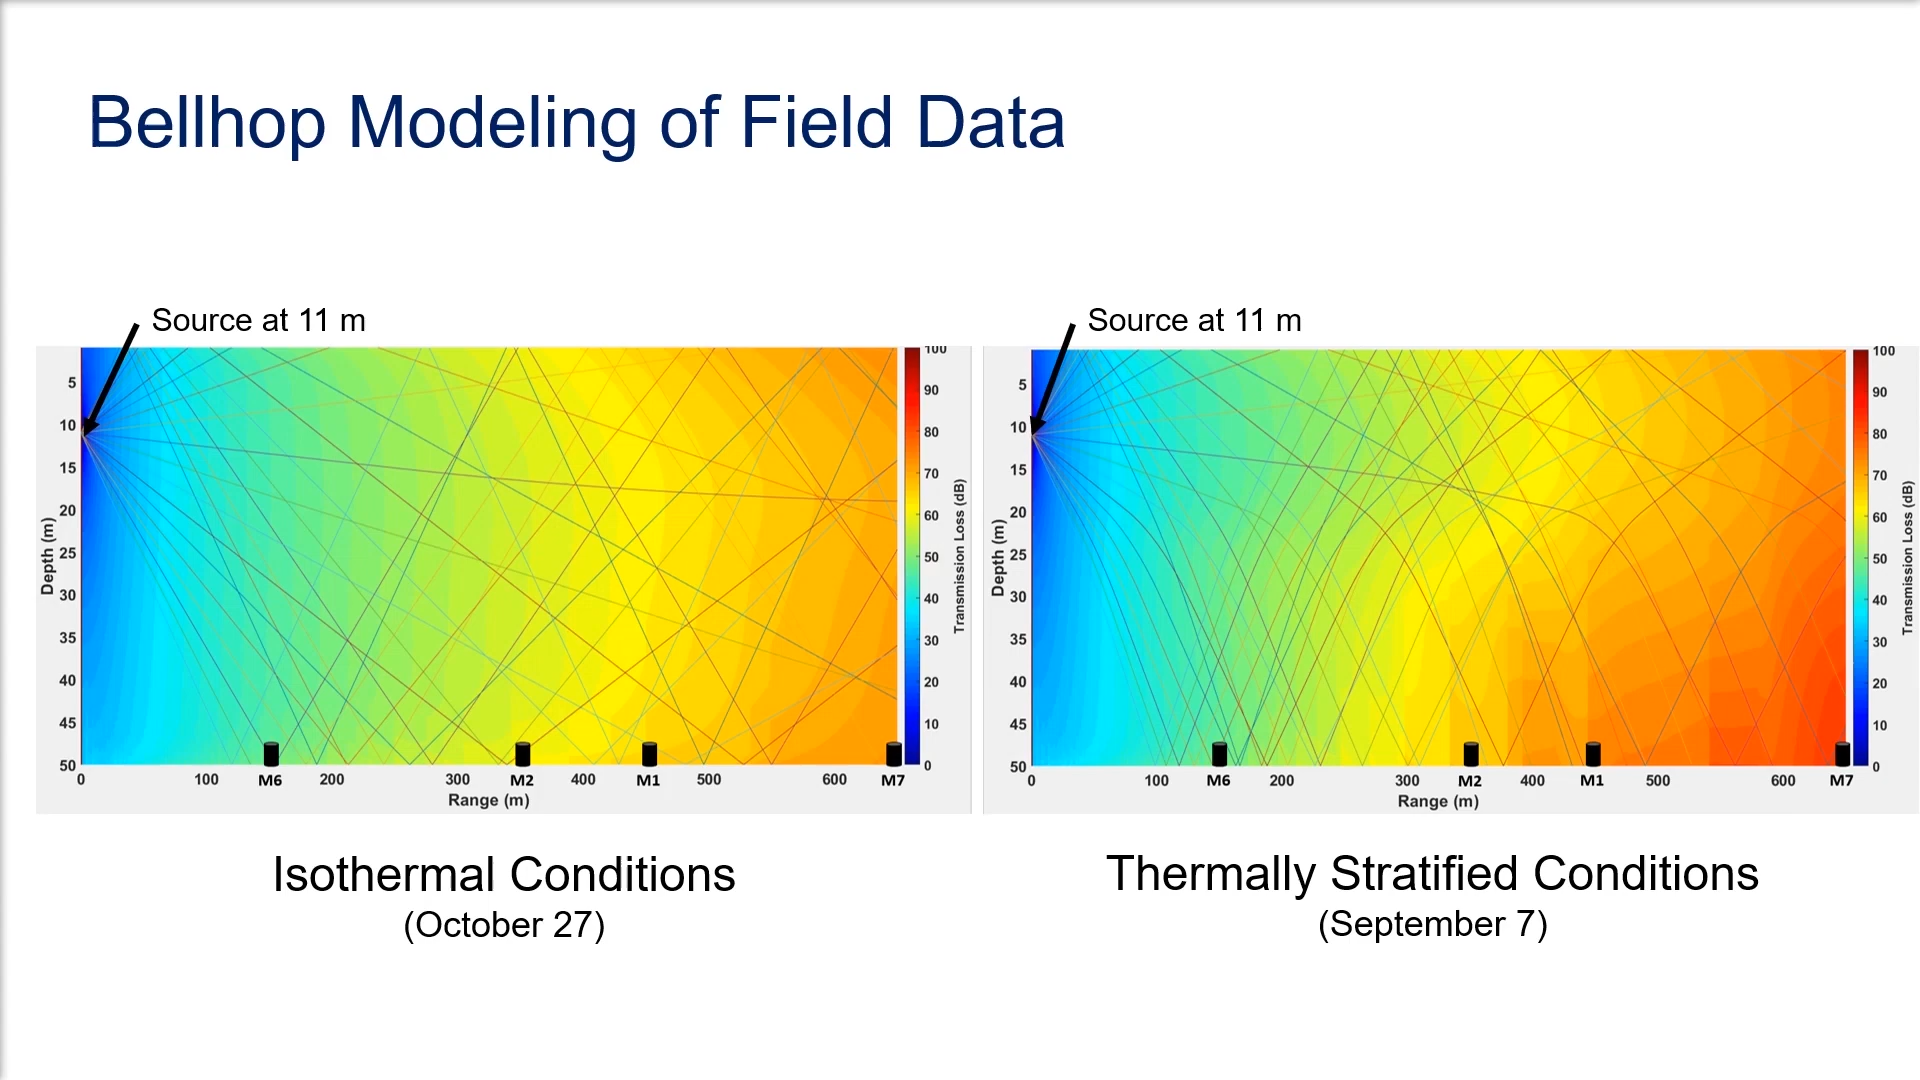 Bellhop Modeling of Field Data
Source at 11 m
Source at 11 m
5
10
15
20
25
30
35
40
45
50
Depth (m)
0
100
200
300
400
500
600
M6
M2
M1
M7
Range (m)
100
90
80
70
60
50
40
30
20
10
0
Transmission Loss (dB)
5
10
15
20
25
30
35
40
45
50
Depth (m)
0
100
200
300
400
500
600
M6
M2
M1
M7
Range (m)
100
90
80
70
60
50
40
30
20
10
0
Transmission Loss (dB)
Isothermal Conditions
(October 27)
Thermally Stratified Conditions
(September 7)